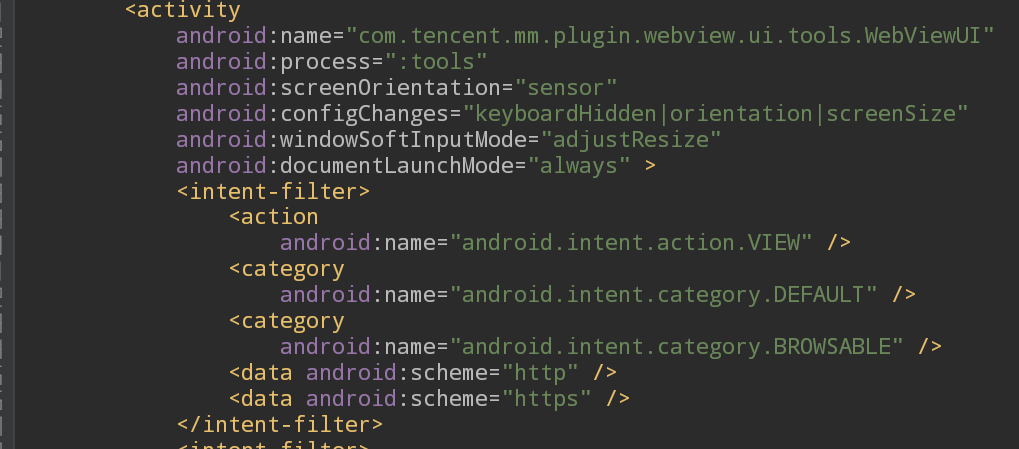 <activity
android:name="com.tencent.mm.plugin.webview.ui.tools.WebViewUI"
android:process=":tools"
android:screenOrientation="sensor"
android:configChanges="keyboardHidden|orientation|screenSize"
android:windowSoftInputMode="adjustResize"
android:documentLaunchMode="always" >
<intent-filter>
<action
android:name="android.intent.action.VIEW" />
<category
android:name="android.intent.category.DEFAULT" />
<category
android:name="android.intent.category.BROWSABLE" />
<data android:scheme="http" />
<data android:scheme="https" />
</intent-filter>
<intent-filter>